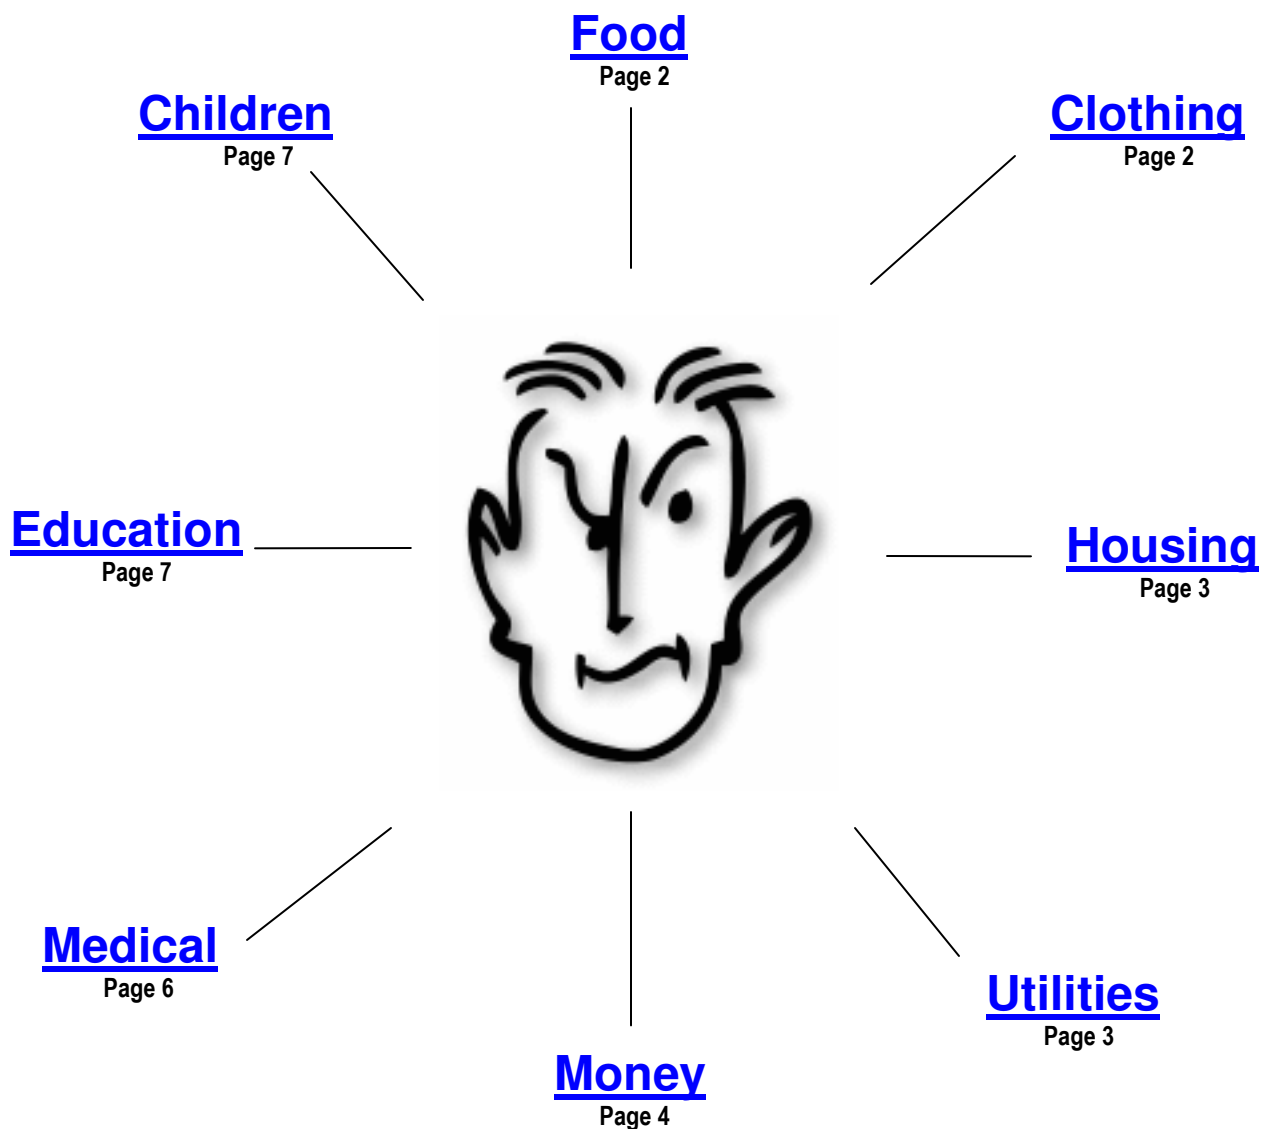 Food
Page 2
Children
Page 7
Clothing
Page 2
Education
Page 7
Housing
Page 3
Medical
Page 6
Utilities
Page 3
Money
Page 4